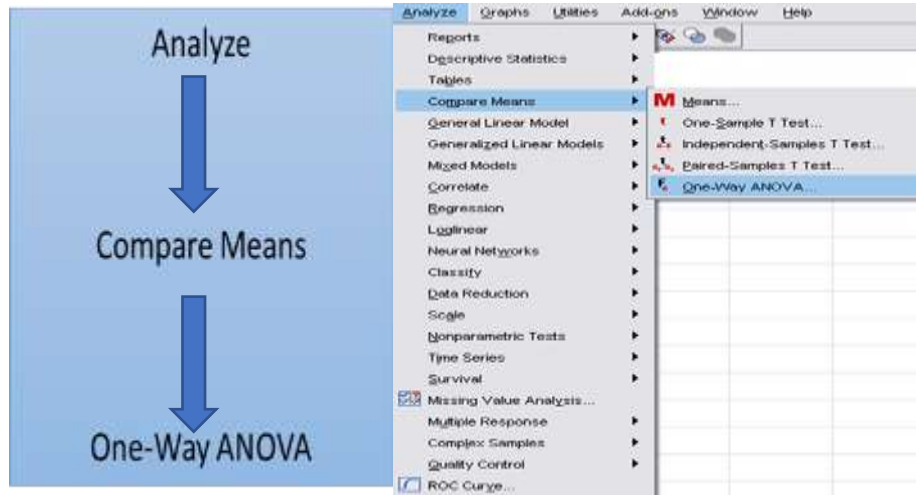 Analyze
Compare Means
One-Way ANOVA
Analyze Graphs Utilities Add-ons Window Help
Reports
Descriptive Statistics
Tables
Compare Means
General Linear Model
Generalized Linear Models
Mixed Models
Correlate
Regression
Loglinear
Neural Networks
Classify
Data Reduction
Scale
Nonparametric Tests
Time Series
Survival
Missing Value Analysis...
Multiple Response
Complex Samples
Quality Control
ROC Curve...
M Means...
One-Sample T Test...
Independent-Samples T Test...
Paired-Samples T Test...
One-Way ANOVA...